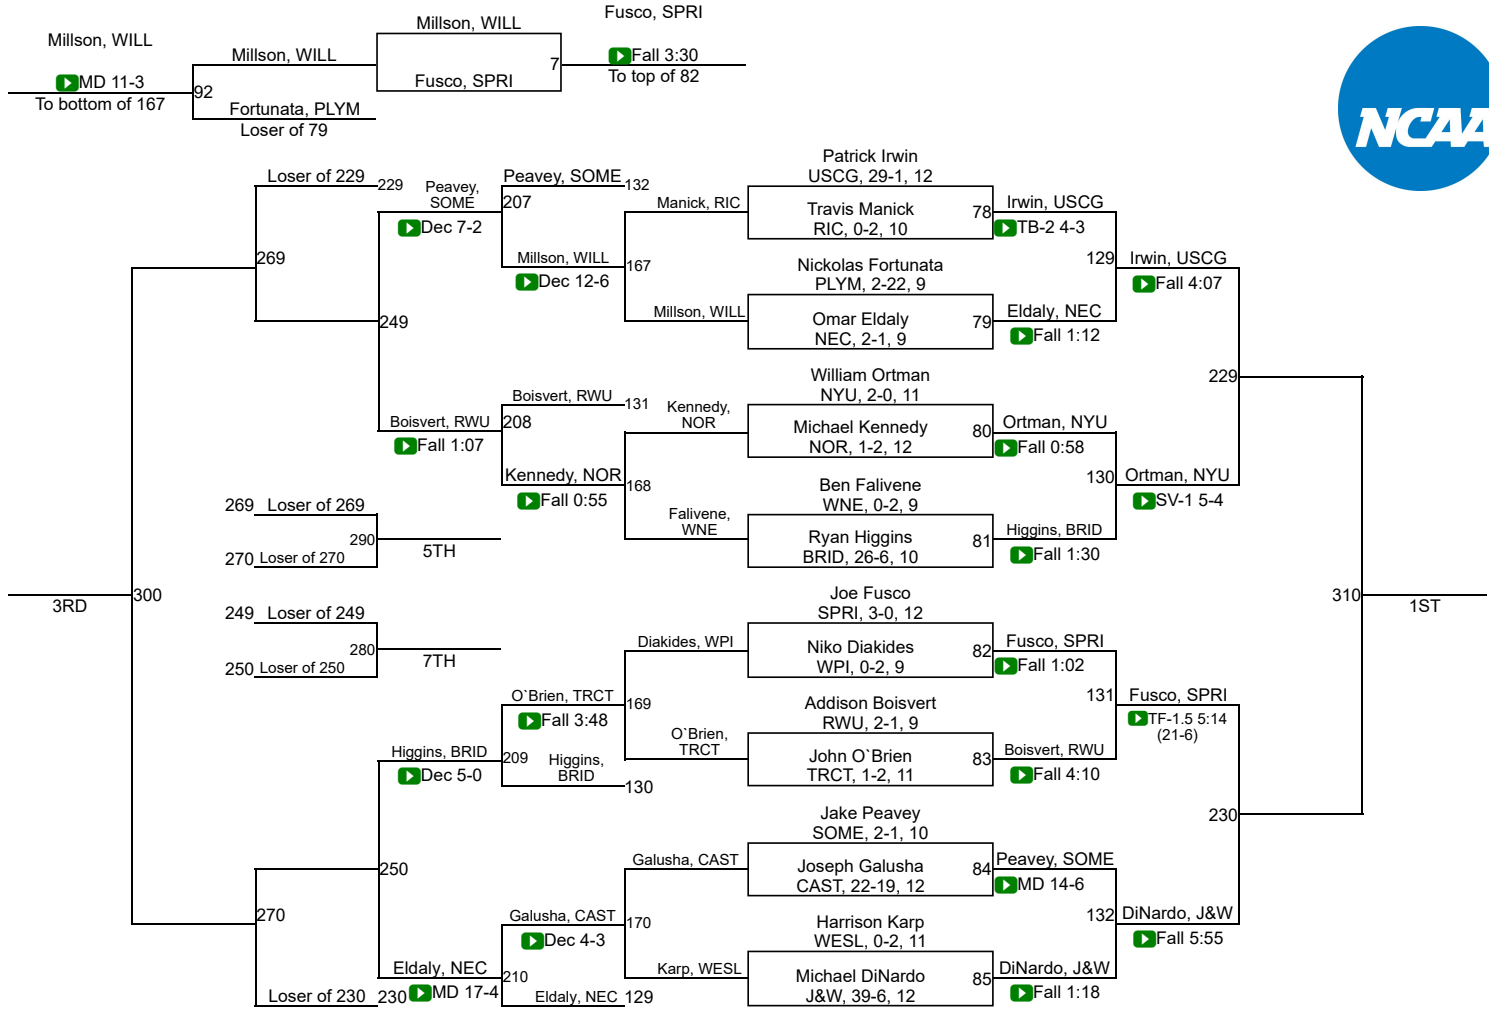 Fusco, SPRI
Millson, WILL
Millson, WILL
Millson, WILL
Fall 3:30
7
Fusco, SPRI
To top of 82
MD 11-3
92
To bottom of 167
Fortunata, PLYM
Loser of 79
NCAA
Patrick Irwin
USCG, 29-1, 12
Travis Manick
RIC, 0-2, 10
78
Irwin, USCG
TB-2 4-3
Nickolas Fortunata
PLYM, 2-22, 9
Omar Eldaly
NEC, 2-1, 9
79
Eldaly, NEC
Fall 1:12
129
Irwin, USCG
Fall 4:07
William Ortman
NYU, 2-0, 11
Michael Kennedy
NOR, 1-2, 12
80
Ortman, NYU
Fall 0:58
Ben Falivene
WNE, 0-2, 9
Ryan Higgins
BRID, 26-6, 10
81
Higgins, BRID
Fall 1:30
130
Ortman, NYU
SV-1 5-4
229
Joe Fusco
SPRI, 3-0, 12
Niko Diakides
WPI, 0-2, 9
82
Fusco, SPRI
Fall 1:02
Addison Boisvert
RWU, 2-1, 9
John O`Brien
TRCT, 1-2, 11
83
Boisvert, RWU
Fall 4:10
131
Fusco, SPRI
TF-1.5 5:14
(21-6)
Jake Peavey
SOME, 2-1, 10
Joseph Galusha
CAST, 22-19, 12
84
Peavey, SOME
MD 14-6
Harrison Karp
WESL, 0-2, 11
Michael DiNardo
J&W, 39-6, 12
85
DiNardo, J&W
Fall 1:18
132
DiNardo, J&W
Fall 5:55
230
310
1ST
Loser of 229
229
Peavey,
SOME
Dec 7-2
Peavey, SOME
132
207
Millson, WILL
Dec 12-6
Manick, RIC
167
Millson, WILL
269
249
Boisvert, RWU
131
Boisvert, RWU
208
Fall 1:07
Kennedy, NOR
Fall 0:55
Kennedy,
NOR
168
Falivene,
WNE
269
Loser of 269
290
5TH
270
Loser of 270
300
3RD
249
Loser of 249
280
7TH
250
Loser of 250
Diakides, WPI
O`Brien, TRCT
169
Fall 3:48
O`Brien,
TRCT
Higgins, BRID
209
Dec 5-0
Higgins,
BRID
130
250
270
Galusha, CAST
Galusha, CAST
170
Dec 4-3
Karp, WESL
Eldaly, NEC
210
MD 17-4
Eldaly, NEC
129
Loser of 230
230